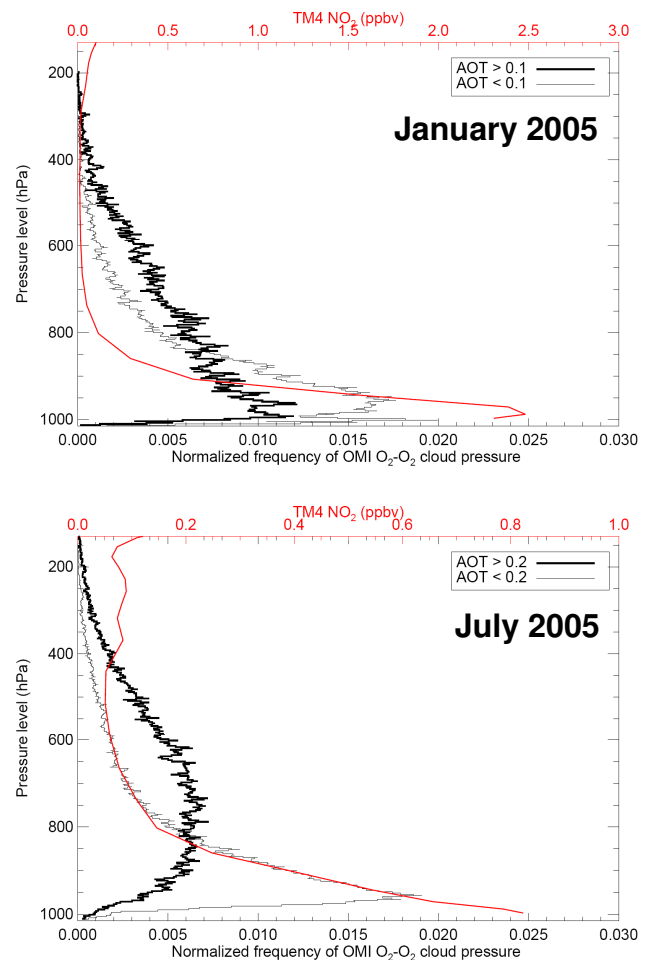 TM4 NO2 (ppbv)
0.0 0.5 1.0 1.5 2.0 2.5 3.0
AOT > 0.1
AOT < 0.1
January 2005
Pressure level (hPa)
200
400
600
800
1000
0.000 0.005 0.010 0.015 0.020 0.025 0.030
Normalized frequency of OMI O2-O2 cloud pressure
TM4 NO2 (ppbv)
0.0 0.2 0.4 0.6 0.8 1.0
AOT > 0.2
AOT < 0.2
July 2005
Pressure level (hPa)
200
400
600
800
1000
0.000 0.005 0.010 0.015 0.020 0.025 0.030
Normalized frequency of OMI O2-O2 cloud pressure